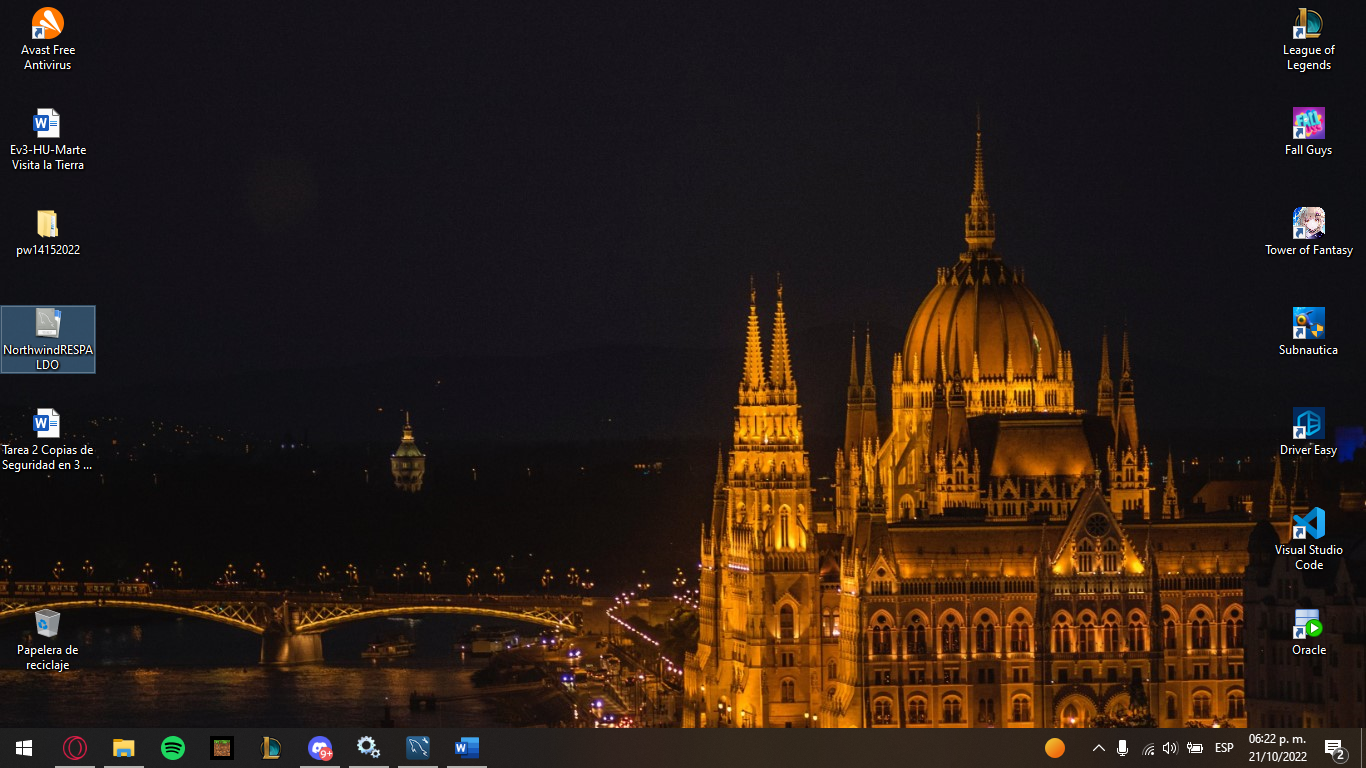 Avast Free
Antivirus
Ev3-HU-Marte
Visita la Tierra
pw14152022
NorthwindRESPA
LDO
Tarea 2 Copias de
Seguridad en 3 ...
Papelera de
reciclaje
League of
Legends
Fall Guys
Tower of Fantasy
Subnautica
Driver Easy
Visual Studio
Code
Oracle
9+
ESP
06:22 p. m.
21/10/2022
2